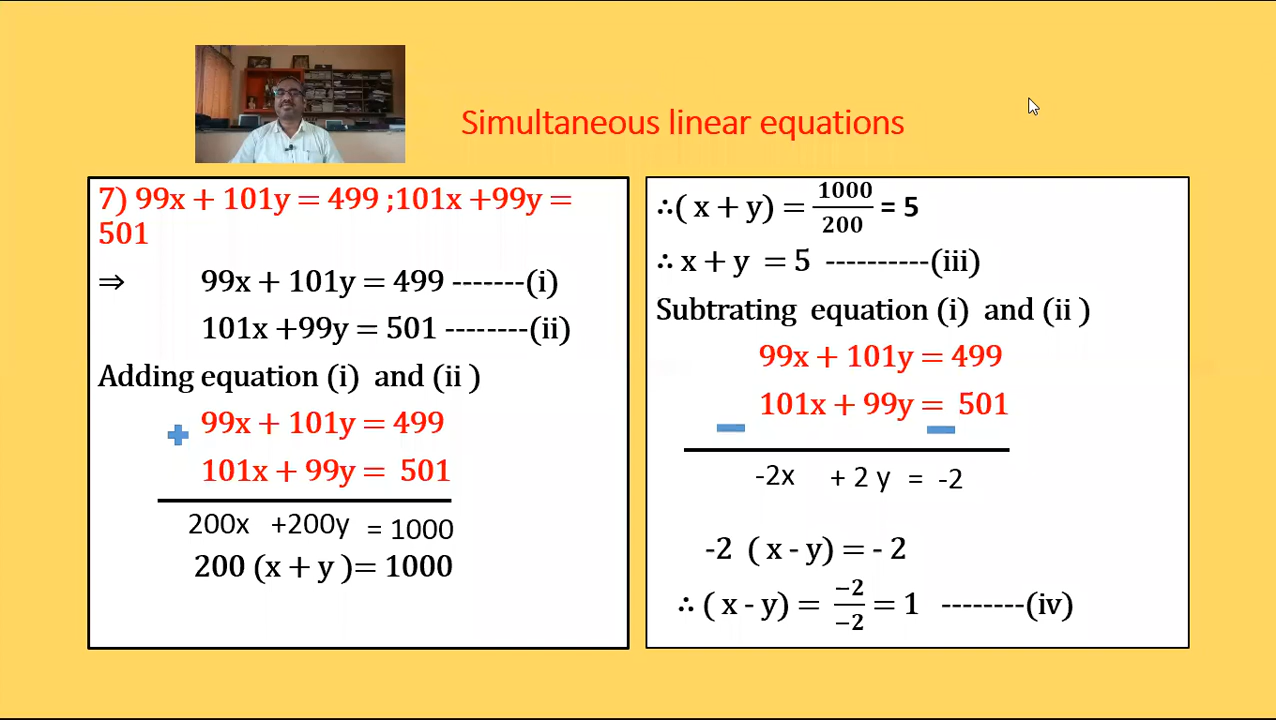 Simultaneous linear equations
7) 99x + 101y = 499 ;101x +99y =
501
⇒ 99x + 101y = 499 -------(i)
101x +99y = 501 --------(ii)
Adding equation (i) and (ii )
99x + 101y = 499
+
101x + 99y = 501
200x +200y = 1000
200 (x + y )= 1000
∴( x + y) = 1000/200 = 5
∴ x + y = 5 ----------(iii)
Subtrating equation (i) and (ii )
99x + 101y = 499
101x + 99y = 501
− −
-2x + 2 y = -2
-2 ( x - y) = - 2
∴ ( x - y) = −2/−2 = 1 --------(iv)